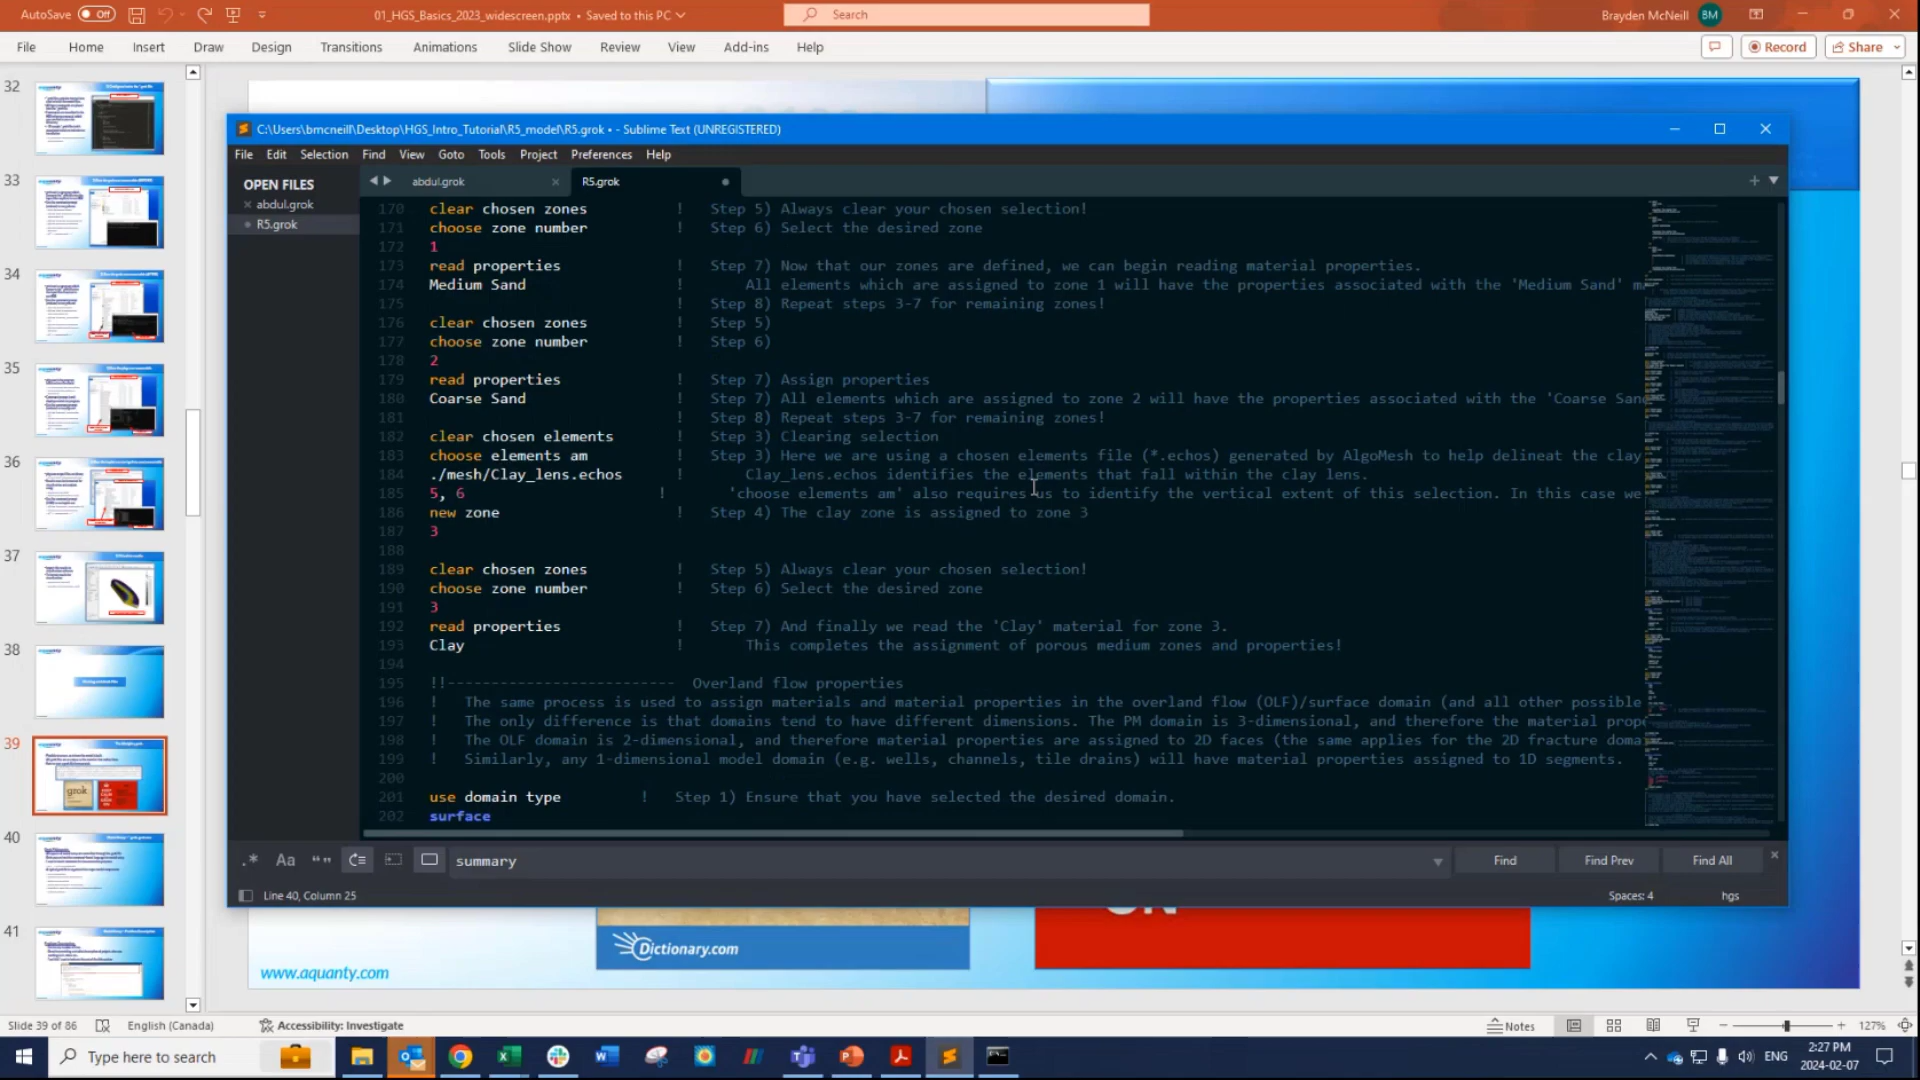 AutoSave Off
01_HGS_Basics_2023_widescreen.pptx • Saved to this PC
Search
Brayden McNeill BM
File Home Insert Draw Design Transitions Animations Slide Show Review View Add-ins Help
Record Share
32
33
34
35
36
37
38
39
40
41
C:\Users\bmcneill\Desktop\HGS_Intro_Tutorial\R5_model\R5.grok • - Sublime Text (UNREGISTERED)
File Edit Selection Find View Goto Tools Project Preferences Help
OPEN FILES
abdul.grok
R5.grok
abdul.grok R5.grok
170 clear chosen zones ! Step 5) Always clear your chosen selection!
171 choose zone number ! Step 6) Select the desired zone
172 1
173 read properties ! Step 7) Now that our zones are defined, we can begin reading material properties.
174 Medium Sand ! All elements which are assigned to zone 1 will have the properties associated with the 'Medium Sand' m
175 ! Step 8) Repeat steps 3-7 for remaining zones!
176 clear chosen zones ! Step 5)
177 choose zone number ! Step 6)
178 2
179 read properties ! Step 7) Assign properties
180 Coarse Sand ! Step 7) All elements which are assigned to zone 2 will have the properties associated with the 'Coarse San
181 ! Step 8) Repeat steps 3-7 for remaining zones!
182 clear chosen elements ! Step 3) Clearing selection
183 choose elements am ! Step 3) Here we are using a chosen elements file (*.echos) generated by AlgoMesh to help delineat the clay
184 ./mesh/Clay_lens.echos ! Clay_lens.echos identifies the elements that fall within the clay lens.
185 5, 6 ! 'choose elements am' also requires us to identify the vertical extent of this selection. In this case we
186 new zone ! Step 4) The clay zone is assigned to zone 3
187 3
188
189 clear chosen zones ! Step 5) Always clear your chosen selection!
190 choose zone number ! Step 6) Select the desired zone
191 3
192 read properties ! Step 7) And finally we read the 'Clay' material for zone 3.
193 Clay ! This completes the assignment of porous medium zones and properties!
194
195 !!-------------------------- Overland flow properties
196 ! The same process is used to assign materials and material properties in the overland flow (OLF)/surface domain (and all other possible
197 ! The only difference is that domains tend to have different dimensions. The PM domain is 3-dimensional, and therefore the material prop
198 ! The OLF domain is 2-dimensional, and therefore material properties are assigned to 2D faces (the same applies for the 2D fracture doma
199 ! Similarly, any 1-dimensional model domain (e.g. wells, channels, tile drains) will have material properties assigned to 1D segments.
200
201 use domain type ! Step 1) Ensure that you have selected the desired domain.
202 surface
.* Aa “” summary Find Find Prev Find All
Line 40, Column 25 Spaces: 4 hgs
Dictionary.com
ON
www.aquanty.com
Slide 39 of 86 English (Canada) Accessibility: Investigate Notes 127%
Type here to search
ENG
2:27 PM
2024-02-07